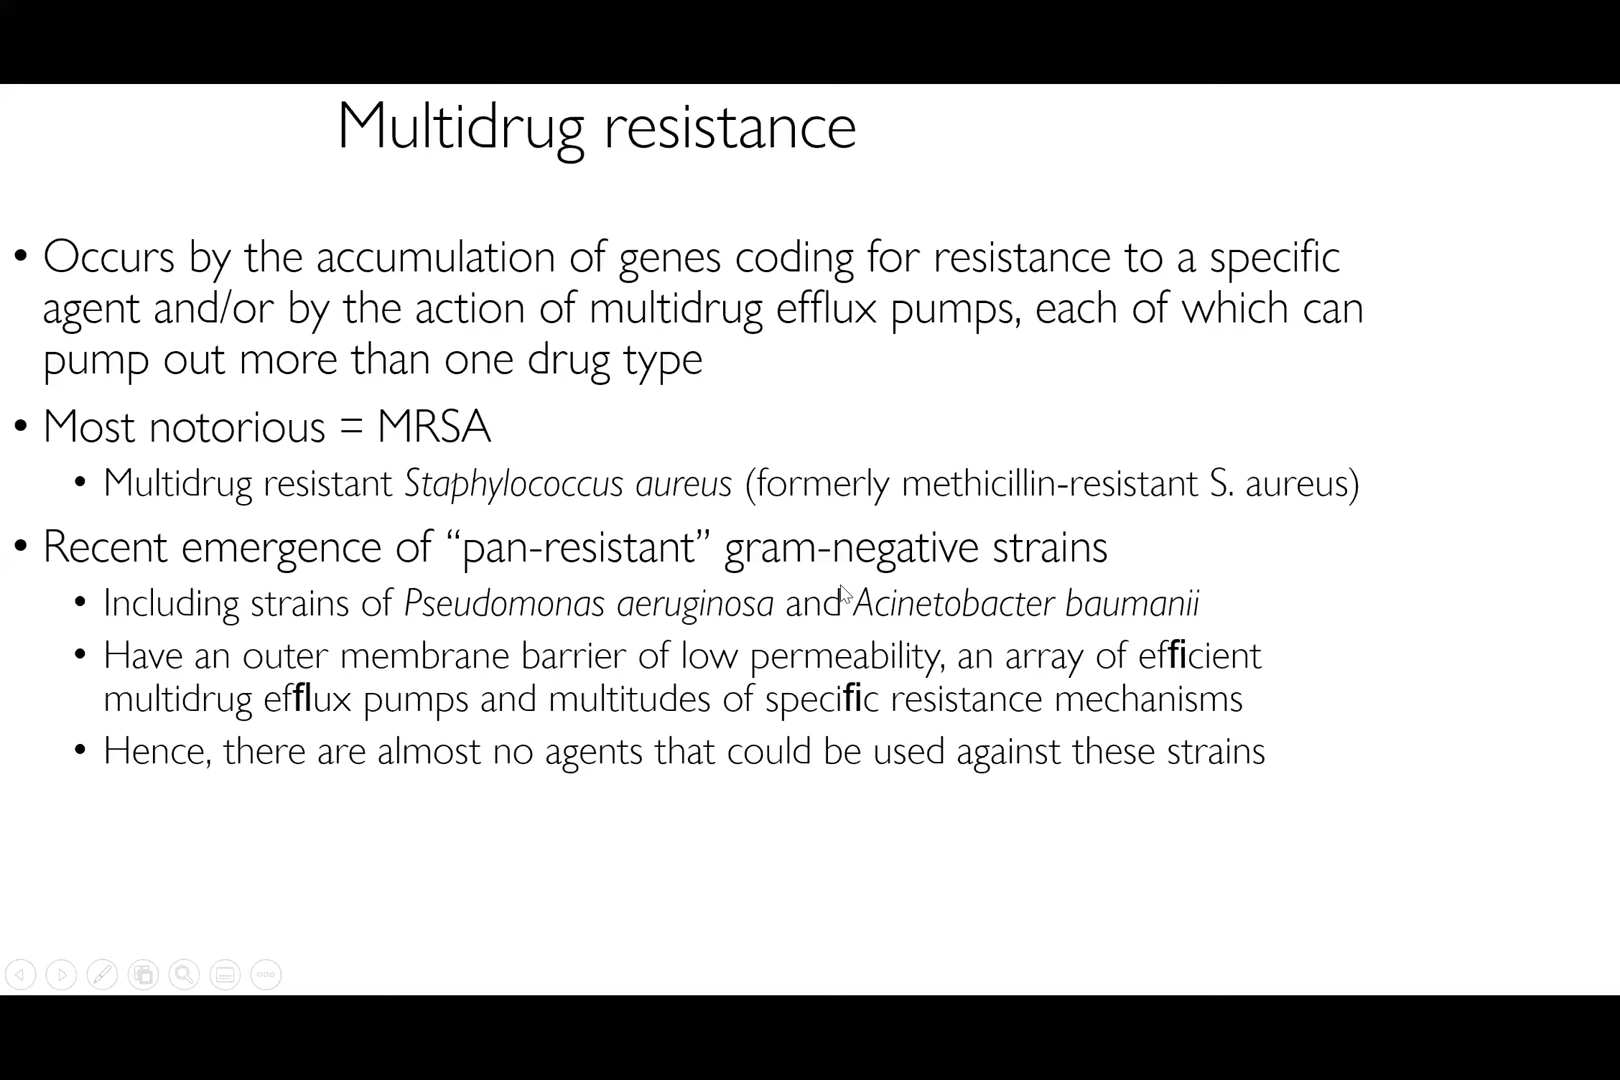 Multidrug resistance
• Occurs by the accumulation of genes coding for resistance to a specific
agent and/or by the action of multidrug efflux pumps, each of which can
pump out more than one drug type
• Most notorious = MRSA
• Multidrug resistant Staphylococcus aureus (formerly methicillin-resistant S. aureus)
• Recent emergence of “pan-resistant” gram-negative strains
• Including strains of Pseudomonas aeruginosa and Acinetobacter baumanii
• Have an outer membrane barrier of low permeability, an array of efficient
multidrug efflux pumps and multitudes of specific resistance mechanisms
• Hence, there are almost no agents that could be used against these strains